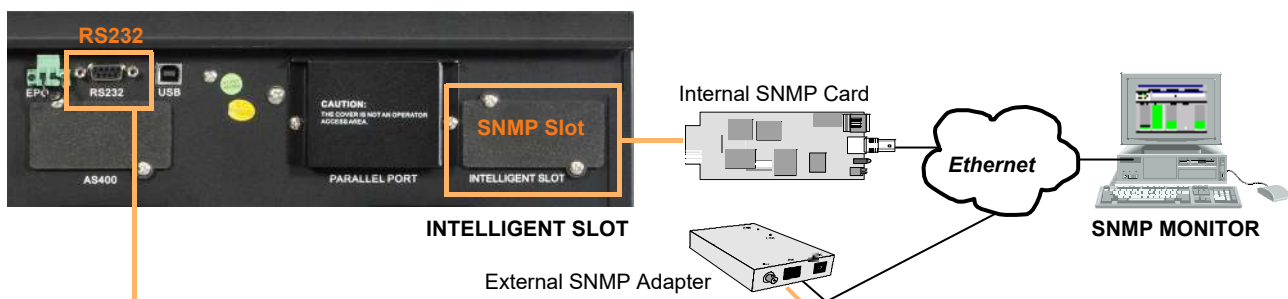 RS232
EPO
RS232
USB
CAUTION:
THE COVER IS NOT AN OPERATOR
ACCESS AREA.
SNMP Slot
AS400
PARALLEL PORT
INTELLIGENT SLOT
INTELLIGENT SLOT
Internal SNMP Card
Ethernet
SNMP MONITOR
External SNMP Adapter